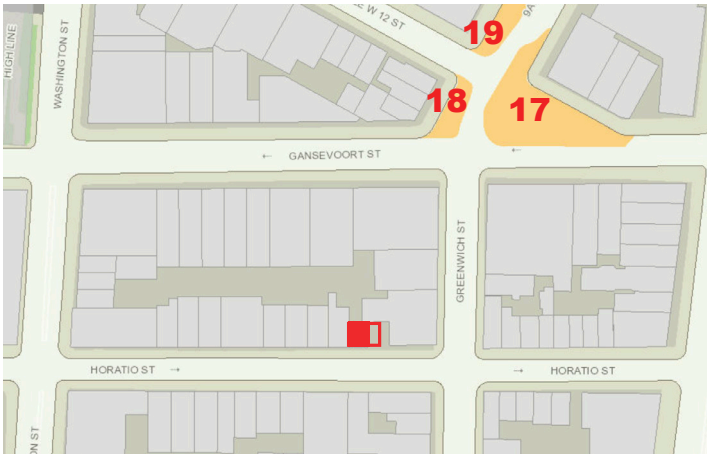 HIGH LINE
WASHINGTON ST
E W 12 ST
19
9A
18
17
← GANSEVOORT ST
←
GREENWICH ST
HORATIO ST →
→ HORATIO ST
ON ST